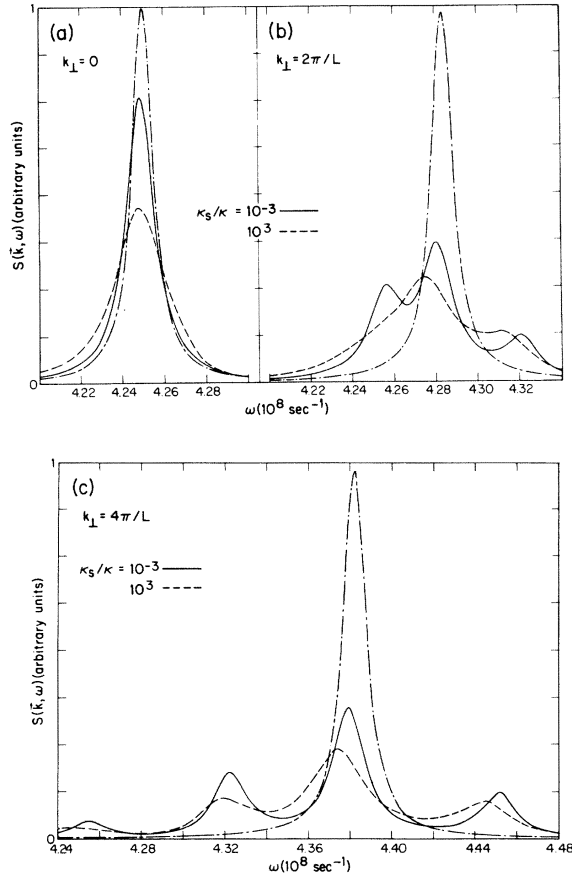 (a)
k⊥=0
(b)
k⊥=2π/L
1
S(k⃗,ω)(arbitrary units)
κs/κ = 10-3
103
0
4.22 4.24 4.26 4.28
4.22 4.24 4.26 4.28 4.30 4.32
ω(108 sec-1)
(c)
k⊥=4π/L
1
S(k⃗,ω)(arbitrary units)
κs/κ = 10-3
103
0
4.24 4.28 4.32 4.36 4.40 4.44 4.48
ω(108 sec-1)